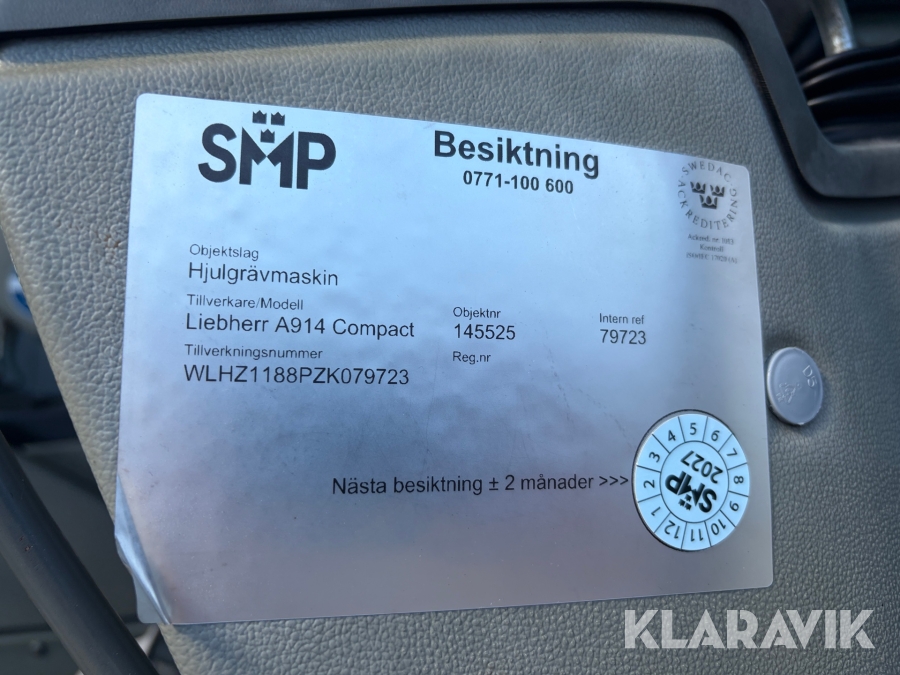 SMP
Besiktning
0771-100 600
SWEDAC
ACKREDITERING
Objektslag
Hjulgrävmaskin
Tillverkare/Modell
Liebherr A914 Compact
Objektnr
145525
Intern ref
79723
Tillverkningsnummer
WLHZ1188PZK079723
Reg.nr
Nästa besiktning ± 2 månader >>>
1 2 3 4 5 6 7 8 9 10 11 12
SMP
2027
KLARAVIK